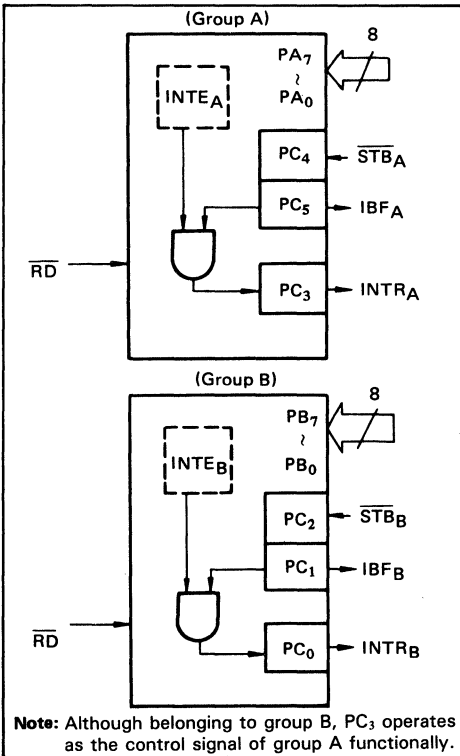 (Group A)
8
PA7
~
PA0
INTEA
PC4
STBA
PC5
IBFA
RD
PC3
INTRA
(Group B)
8
PB7
~
PB0
INTEB
PC2
STBB
PC1
IBFB
RD
PC0
INTRB
Note: Although belonging to group B, PC3 operates
as the control signal of group A functionally.